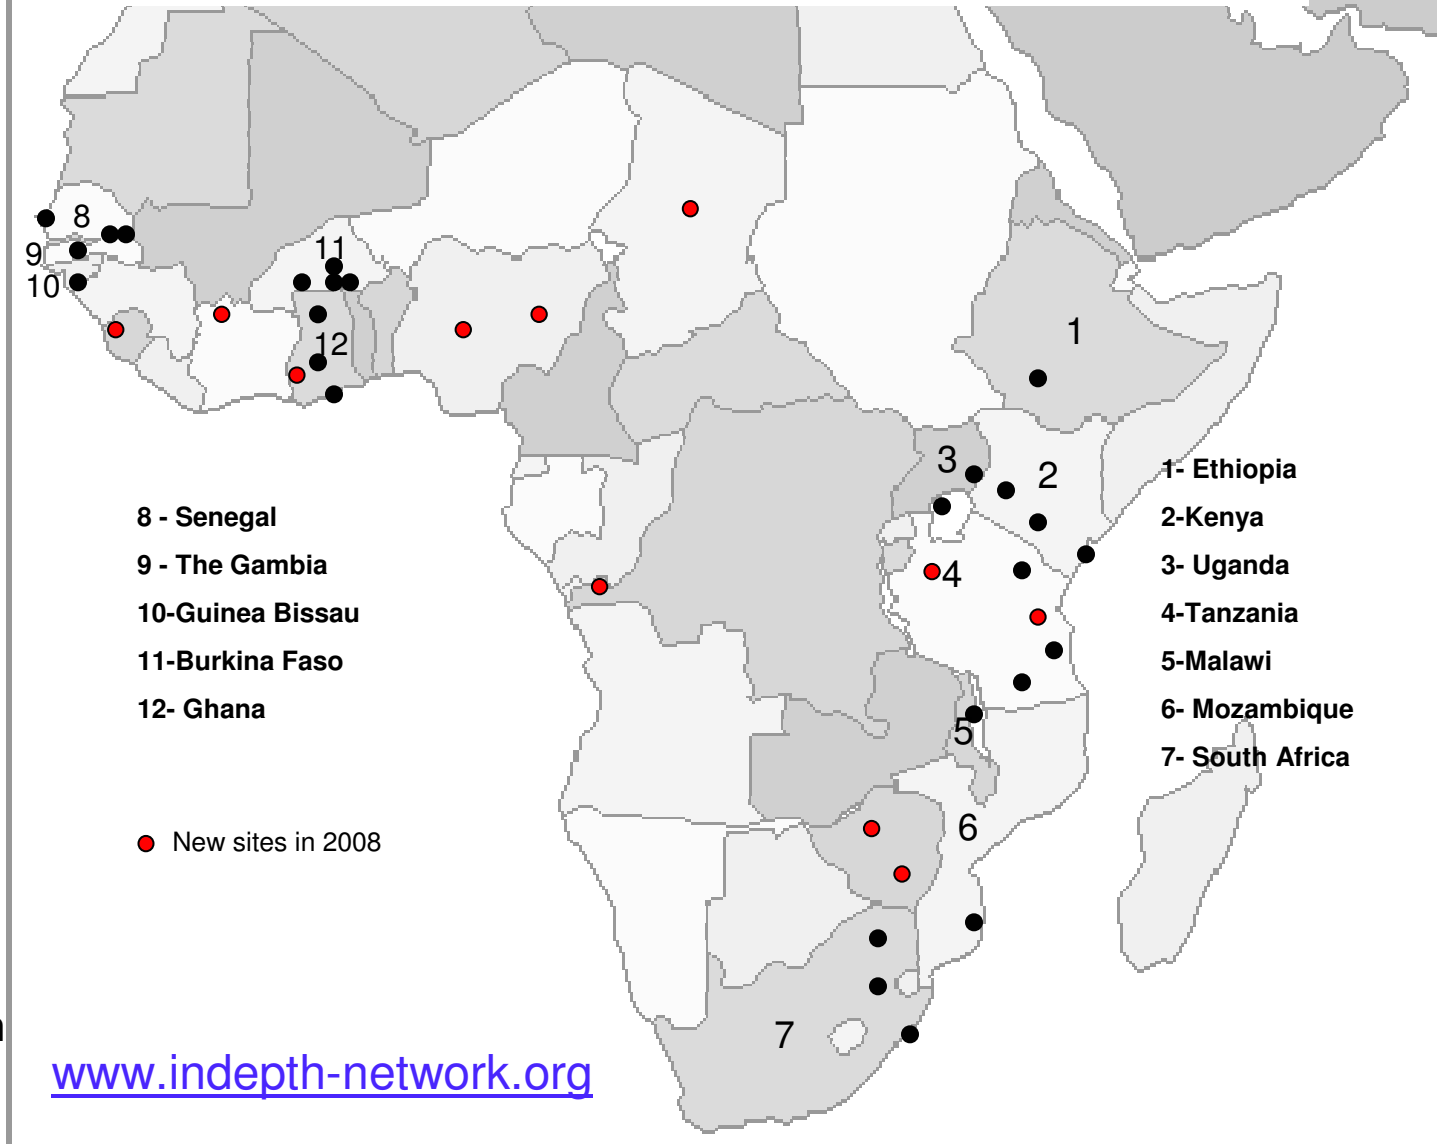 8
9
10
11
12
1
3
2
4
5
6
7
8 - Senegal
9 - The Gambia
10-Guinea Bissau
11-Burkina Faso
12- Ghana
1- Ethiopia
2-Kenya
3- Uganda
4-Tanzania
5-Malawi
6- Mozambique
7- South Africa
New sites in 2008
www.indepth-network.org